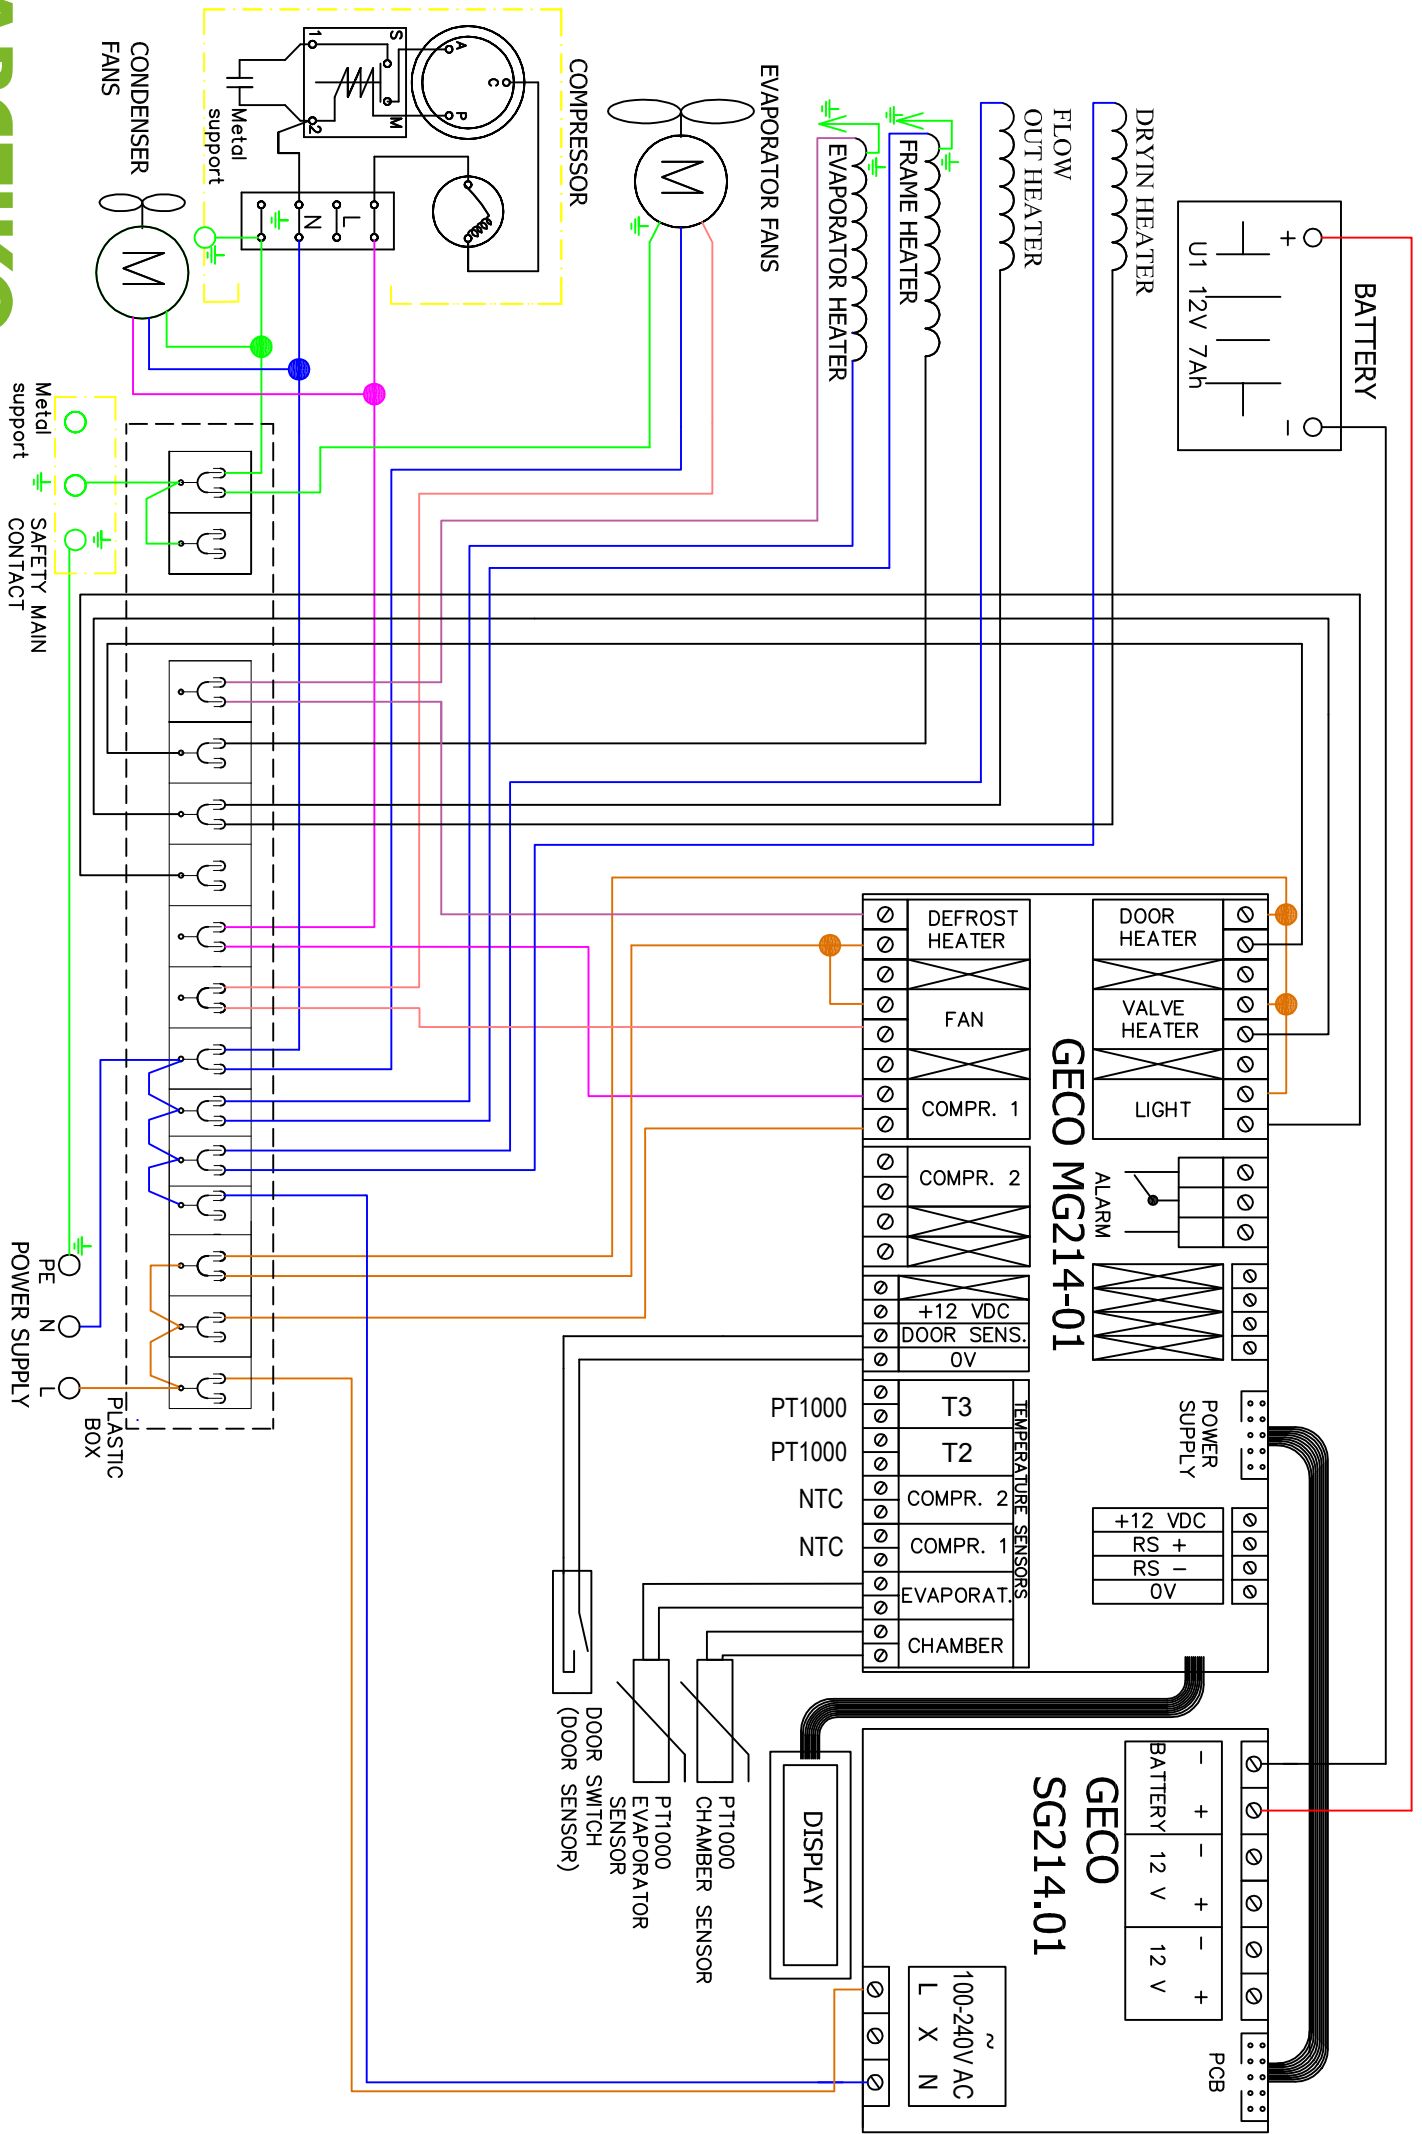 CONDENSER
FANS
COMPRESSOR
1
2
S
M
A
C
P
Metal
support
N
L
M
EVAPORATOR FANS
M
EVAPORATOR HEATER
FRAME HEATER
FLOW
OUT HEATER
DRYIN HEATER
BATTERY
+
-
U1 12V 7Ah
Metal
support
SAFETY MAIN
CONTACT
PLASTIC
BOX
POWER SUPPLY
PE
N
L
GECO MG214-01
DEFROST
HEATER
FAN
COMPR. 1
COMPR. 2
+12 VDC
DOOR SENS.
0V
TEMPERATURE SENSORS
T3
T2
COMPR. 2
COMPR. 1
EVAPORAT.
CHAMBER
PT1000
PT1000
NTC
NTC
DOOR
HEATER
VALVE
HEATER
LIGHT
ALARM
POWER
SUPPLY
+12 VDC
RS +
RS -
0V
DOOR SWITCH
(DOOR SENSOR)
PT1000
EVAPORATOR
SENSOR
PT1000
CHAMBER SENSOR
DISPLAY
GECO
SG214.01
- +
BATTERY
- +
12 V
- +
12 V
PCB
~
100-240V AC
L X N